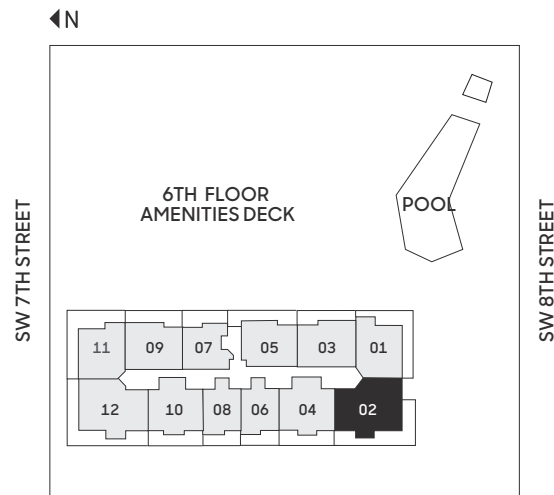 N
6TH FLOOR
AMENITIES DECK
POOL
SW 7TH STREET
SW 8TH STREET
11 09 07 05 03 01
12 10 08 06 04 02